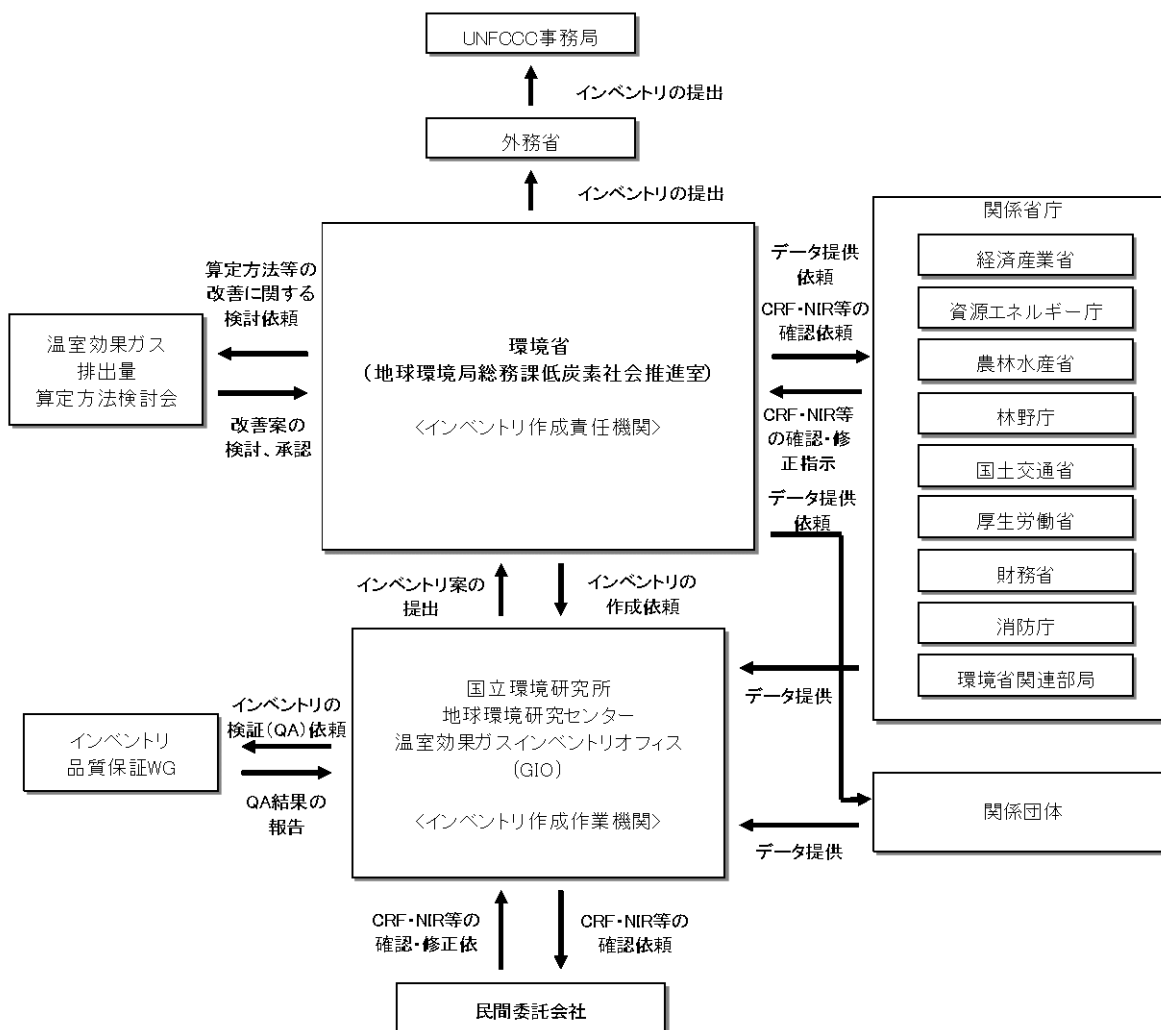 UNFCCC事務局
インベントリの提出
外務省
インベントリの提出
関係省庁
経済産業省
資源エネルギー庁
農林水産省
林野庁
国土交通省
厚生労働省
財務省
消防庁
環境省関連部局
算定方法等の
改善に関する
検討依頼
温室効果ガス
排出量
算定方法検討会
改善案の
検討、承認
環境省
(地球環境局総務課低炭素社会推進室)
<インベントリ作成責任機関>
データ提供
依頼
CRF・NIR等の
確認依頼
CRF・NIR等
の確認・修
正指示
データ提供
依頼
インベントリ案の
提出
インベントリの
作成依頼
インベントリの
検証(QA)依頼
インベントリ
品質保証WG
QA結果の
報告
国立環境研究所
地球環境研究センター
温室効果ガスインベントリオフィス
(GIO)
<インベントリ作成作業機関>
データ提供
関係団体
データ提供
CRF・NIR等の
確認・修正依
CRF・NIR等の
確認依頼
民間委託会社